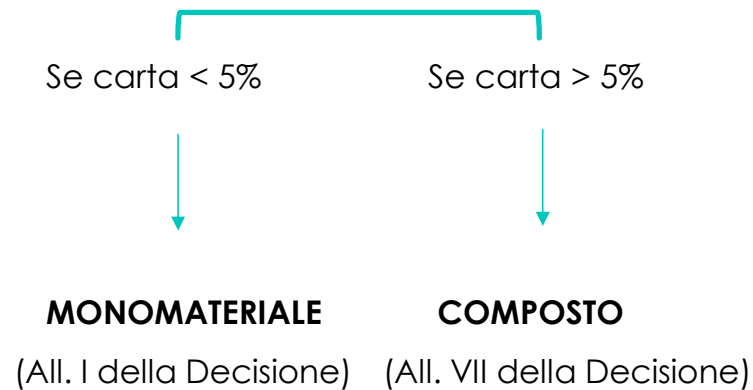 Se carta < 5%
Se carta > 5%
MONOMATERIALE
COMPOSTO
(All. I della Decisione)
(All. VII della Decisione)